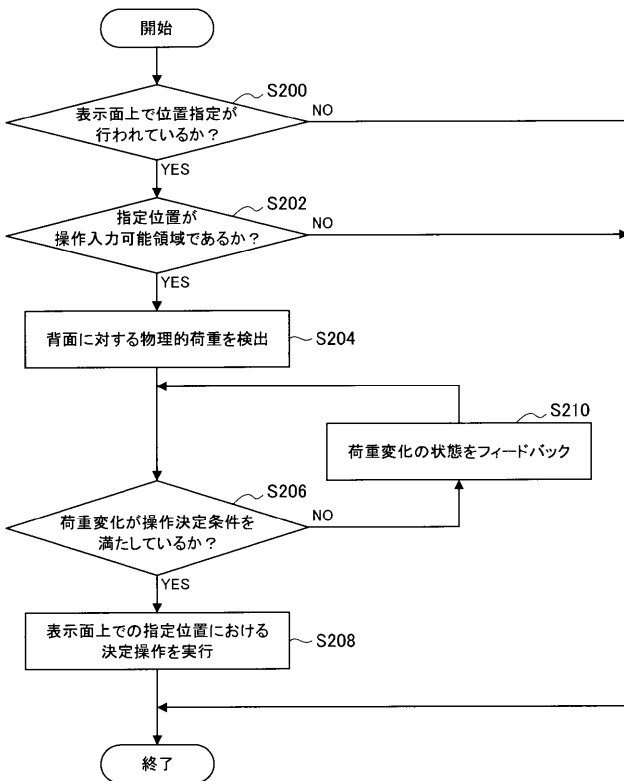 開始
S200
表示面上で位置指定が
行われているか？
NO
YES
S202
指定位置が
操作入力可能領域であるか？
NO
YES
背面に対する物理的荷重を検出
S204
S210
荷重変化の状態をフィードバック
S206
荷重変化が操作決定条件を
満たしているか？
NO
YES
表示面上での指定位置における
決定操作を実行
S208
終了